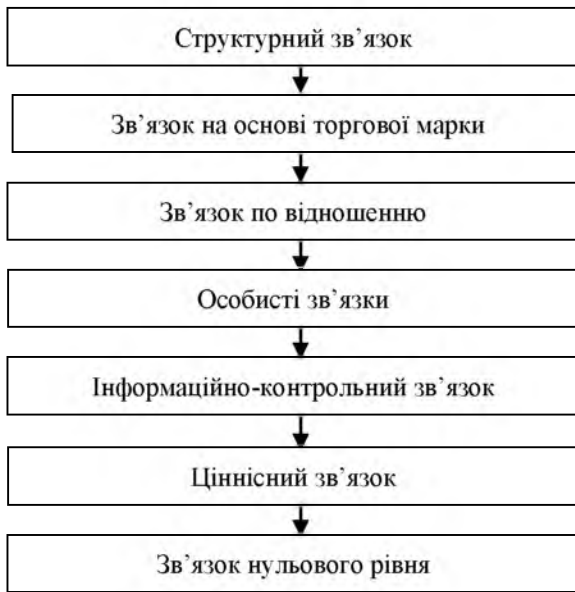 Структурний зв’язок
Зв’язок на основі торгової марки
Зв’язок по відношенню
Особисті зв’язки
Інформаційно-контрольний зв’язок
Ціннісний зв’язок
Зв’язок нульового рівня